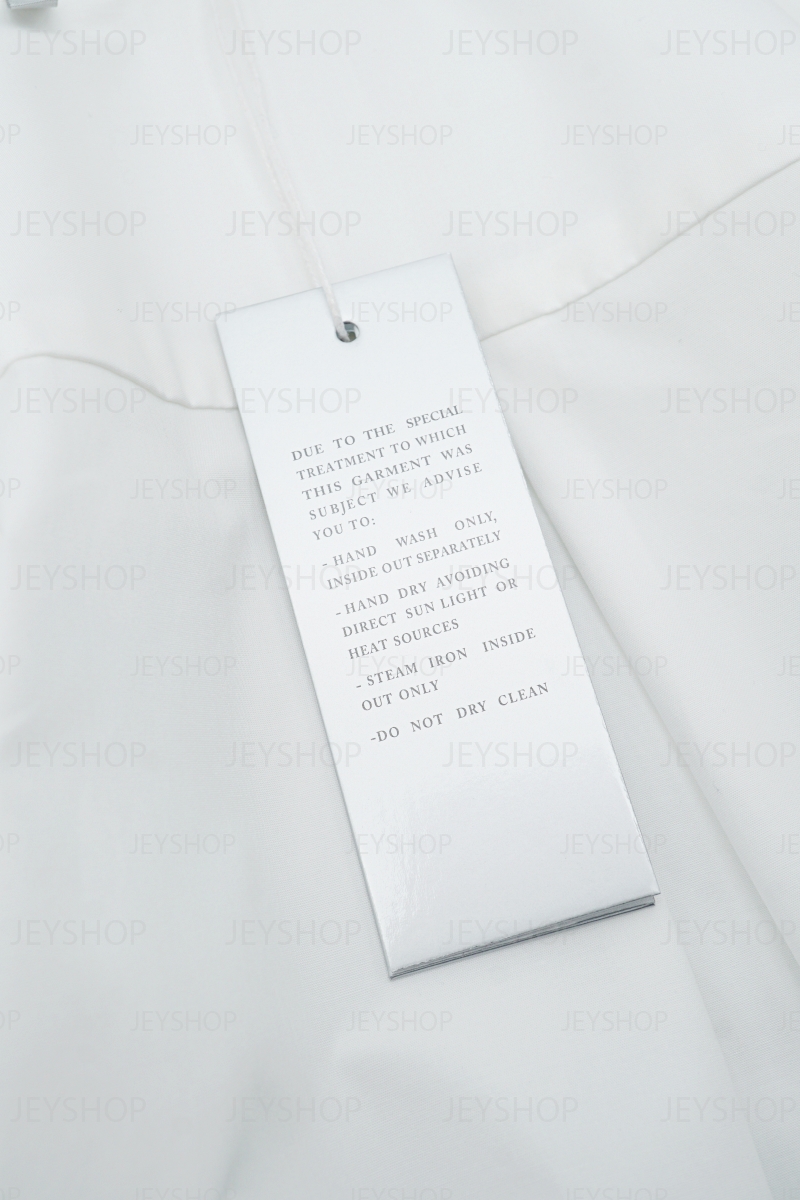 DUE TO THE SPECIAL
TREATMENT TO WHICH
THIS GARMENT WAS
SUBJECT WE ADVISE
YOU TO:
- HAND WASH ONLY,
INSIDE OUT SEPARATELY
- HAND DRY AVOIDING
DIRECT SUN LIGHT OR
HEAT SOURCES
- STEAM IRON INSIDE
OUT ONLY
-DO NOT DRY CLEAN
JEYSHOP